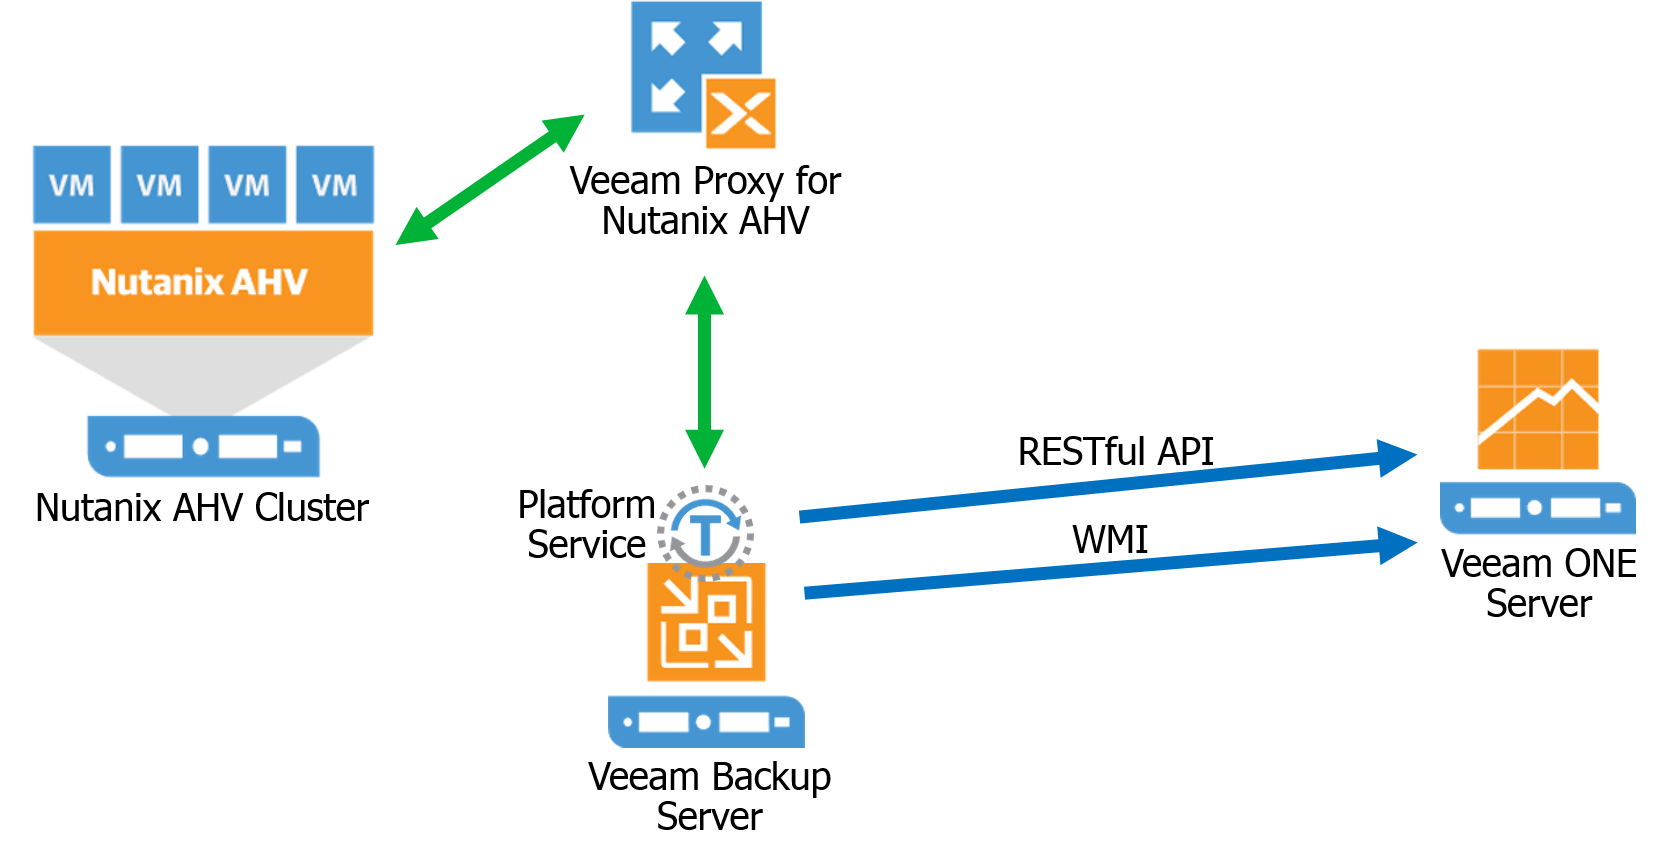 VM VM VM VM
Nutanix AHV
Nutanix AHV Cluster
Veeam Proxy for
Nutanix AHV
Platform
Service
T
Veeam Backup
Server
RESTful API
WMI
Veeam ONE
Server